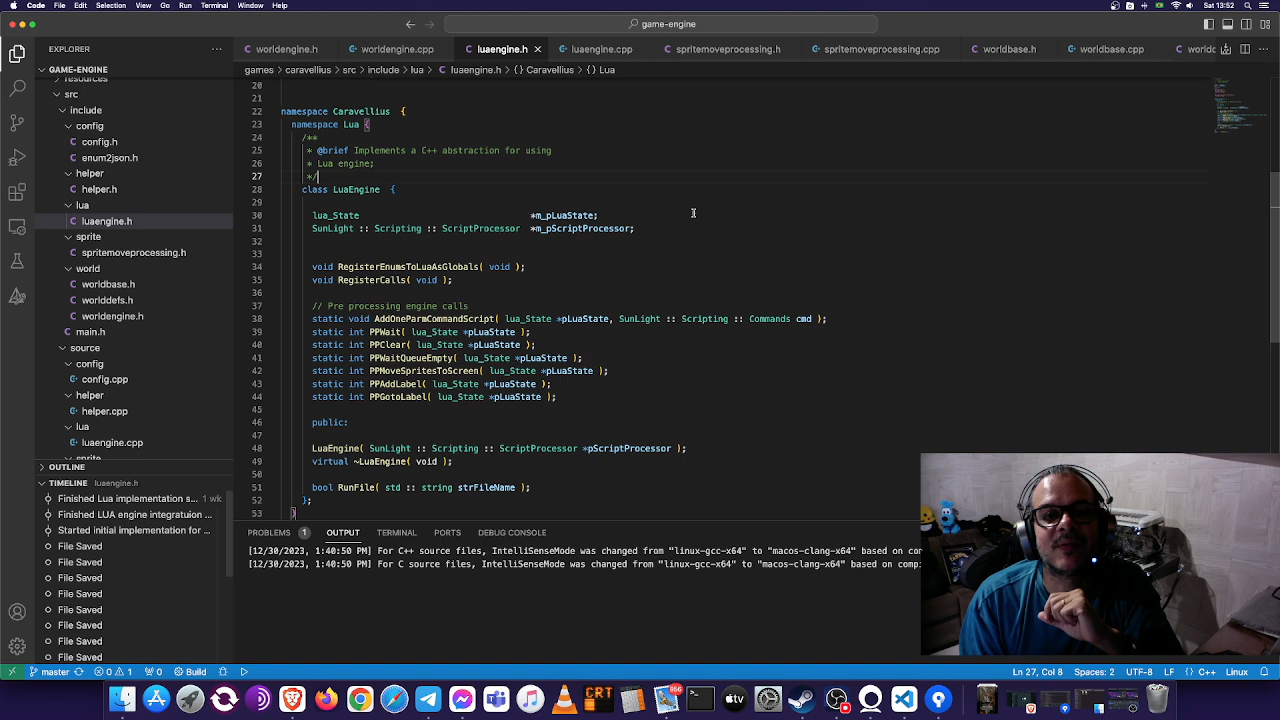 Code File Edit Selection View Go Run Terminal Window Help Sat 13:52
game-engine
EXPLORER
GAME-ENGINE
resources
src
include
config
config.h
enum2json.h
helper
helper.h
lua
luaengine.h
sprite
spritemoveprocessing.h
world
worldbase.h
worlddefs.h
worldengine.h
main.h
source
config
config.cpp
helper
helper.cpp
lua
luaengine.cpp
sprite
OUTLINE
TIMELINE luaengine.h
Finished Lua implementation s... 1 wk
Finished LUA engine integratuion ...
Started initial implementation for ...
File Saved
File Saved
File Saved
File Saved
File Saved
File Saved
File Saved
File Saved
worldengine.h worldengine.cpp luaengine.h luaengine.cpp spritemoveprocessing.h spritemoveprocessing.cpp worldbase.h worldbase.cpp worldc
games > caravellius > src > include > lua > luaengine.h > {} Caravellius > {} Lua
20
21
22 namespace Caravellius {
23 namespace Lua {
24 /**
25 * @brief Implements a C++ abstraction for using
26 * Lua engine;
27 */
28 class LuaEngine {
29
30 lua_State *m_pLuaState;
31 SunLight :: Scripting :: ScriptProcessor *m_pScriptProcessor;
32
33
34 void RegisterEnumsToLuaAsGlobals( void );
35 void RegisterCalls( void );
36
37 // Pre processing engine calls
38 static void AddOnePrmCommandScript( lua_State *pLuaState, SunLight :: Scripting :: Commands cmd );
39 static int PPWait( lua_State *pLuaState );
40 static int PPClear( lua_State *pLuaState );
41 static int PPWaitQueueEmpty( lua_State *pLuaState );
42 static int PPMoveSpritesToScreen( lua_State *pLuaState );
43 static int PPAddLabel( lua_State *pLuaState );
44 static int PPGotoLabel( lua_State *pLuaState );
45
46 public:
47
48 LuaEngine( SunLight :: Scripting :: ScriptProcessor *pScriptProcessor );
49 virtual ~LuaEngine( void );
50
51 bool RunFile( std :: string strFileName );
52 };
53 }
PROBLEMS 1 OUTPUT TERMINAL PORTS DEBUG CONSOLE
[12/30/2023, 1:40:50 PM] For C++ source files, IntelliSenseMode was changed from "linux-gcc-x64" to "macos-clang-x64" based on co
[12/30/2023, 1:40:50 PM] For C source files, IntelliSenseMode was changed from "linux-gcc-x64" to "macos-clang-x64" based on compi
master 0 1 0 Build Ln 27, Col 8 Spaces: 2 UTF-8 LF {} C++ Linux
CRT
966